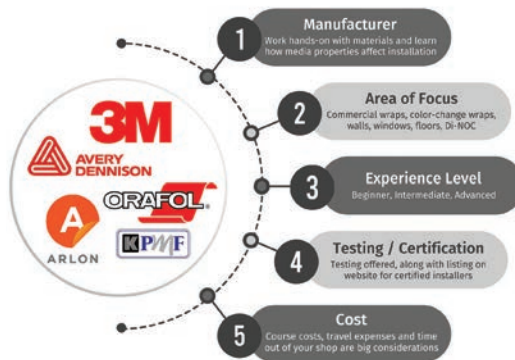 3M
AVERY
DENNISON
ORAFOL®
A
ARLON
KPMF
1
Manufacturer
Work hands-on with materials and learn
how media properties affect installation
2
Area of Focus
Commercial wraps, color-change wraps,
walls, windows, floors, Di-NOC
3
Experience Level
Beginner, Intermediate, Advanced
4
Testing / Certification
Testing offered, along with listing on
website for certified installers
5
Cost
Course costs, travel expenses and time
out of your shop are big considerations